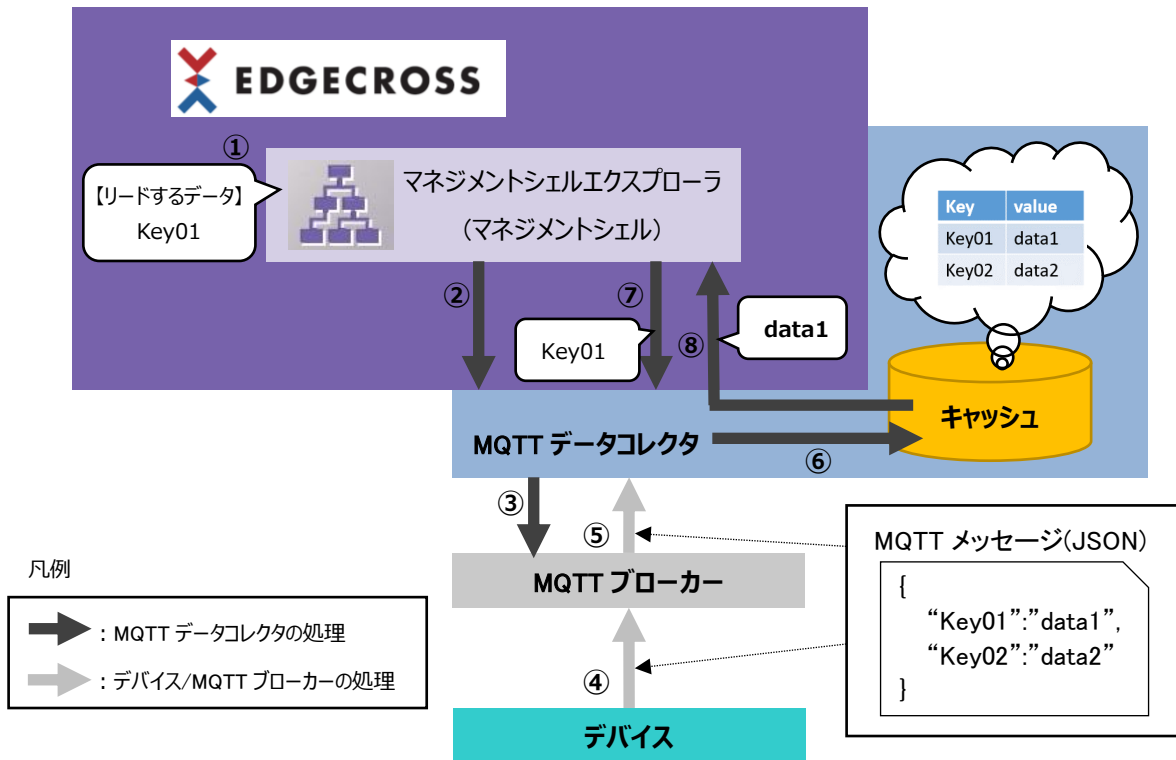 EDGECROSS
①
【リードするデータ】
Key01
マネジメントシェルエクスプローラ
(マネジメントシェル)
②
⑦
Key01
⑧
data1
Key value
Key01 data1
Key02 data2
キャッシュ
MQTT データコレクタ
⑥
③
⑤
MQTT ブローカー
④
デバイス
MQTT メッセージ(JSON)
{
“Key01”:”data1”,
“Key02”:”data2”
}
凡例
: MQTT データコレクタの処理
: デバイス/MQTT ブローカーの処理